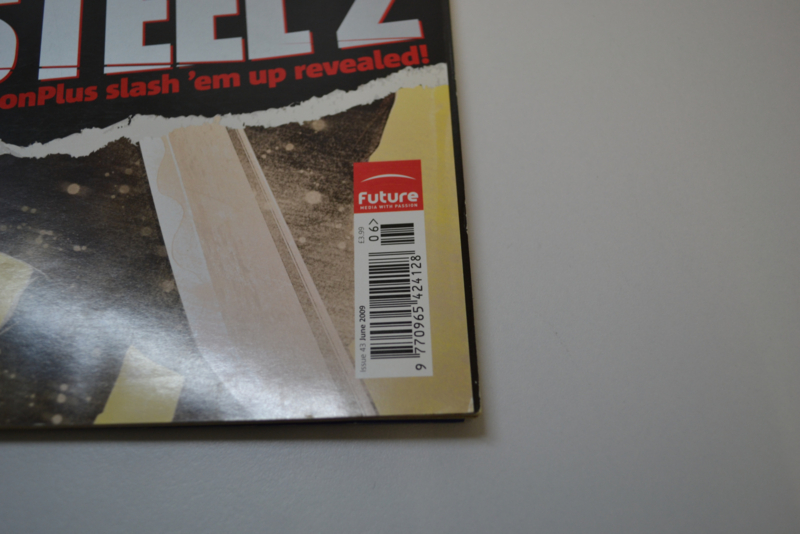 STEEL 2
onPlus slash 'em up revealed!
Future
MEDIA WITH PASSION
£3.99
06>
Issue 43 June 2009
9 770965 424128